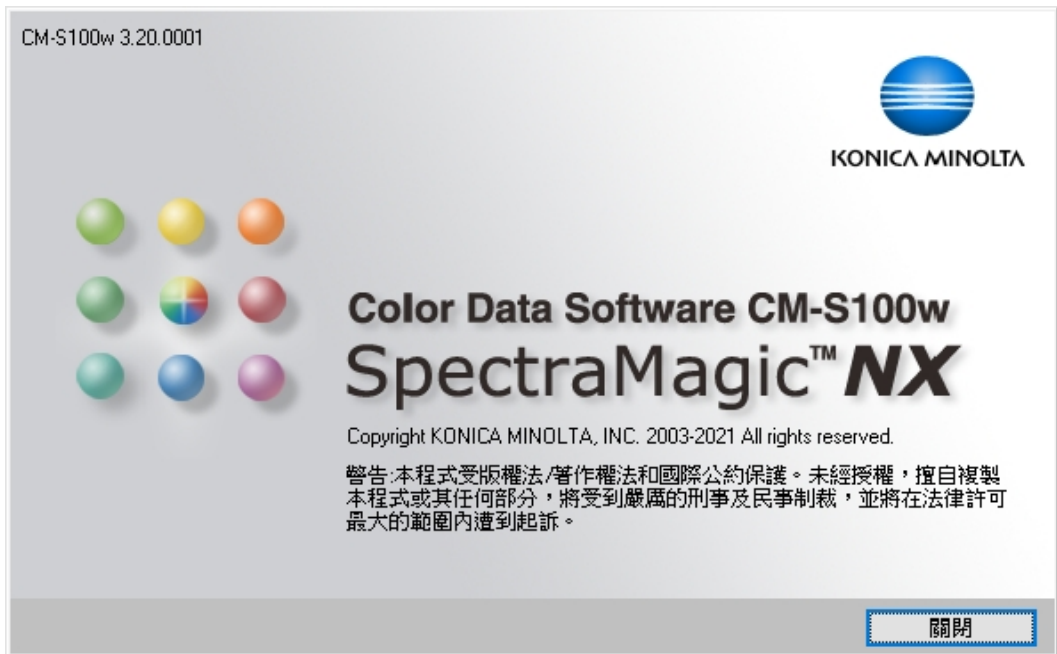 CM-S100w 3.20.0001
KONICA MINOLTA
Color Data Software CM-S100w
SpectraMagic™ NX
Copyright KONICA MINOLTA, INC. 2003-2021 All rights reserved.
警告:本程式受版權法/著作權法和國際公約保護。未經授權，擅自複製
本程式或其任何部分，將受到嚴厲的刑事及民事制裁，並將在法律許可
最大的範圍內遭到起訴。
關閉